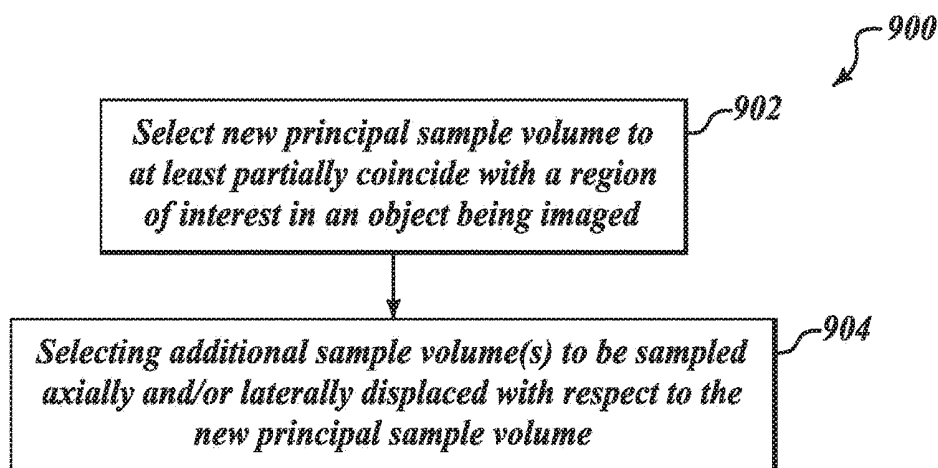 900
902
Select new principal sample volume to
at least partially coincide with a region
of interest in an object being imaged
904
Selecting additional sample volume(s) to be sampled
axially and/or laterally displaced with respect to the
new principal sample volume